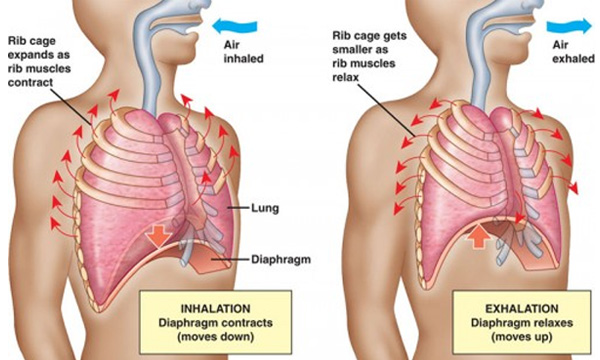 Rib cage
expands as
rib muscles
contract
Air
inhaled
Lung
Diaphragm
INHALATION
Diaphragm contracts
(moves down)
Rib cage gets
smaller as
rib muscles
relax
Air
exhaled
EXHALATION
Diaphragm relaxes
(moves up)